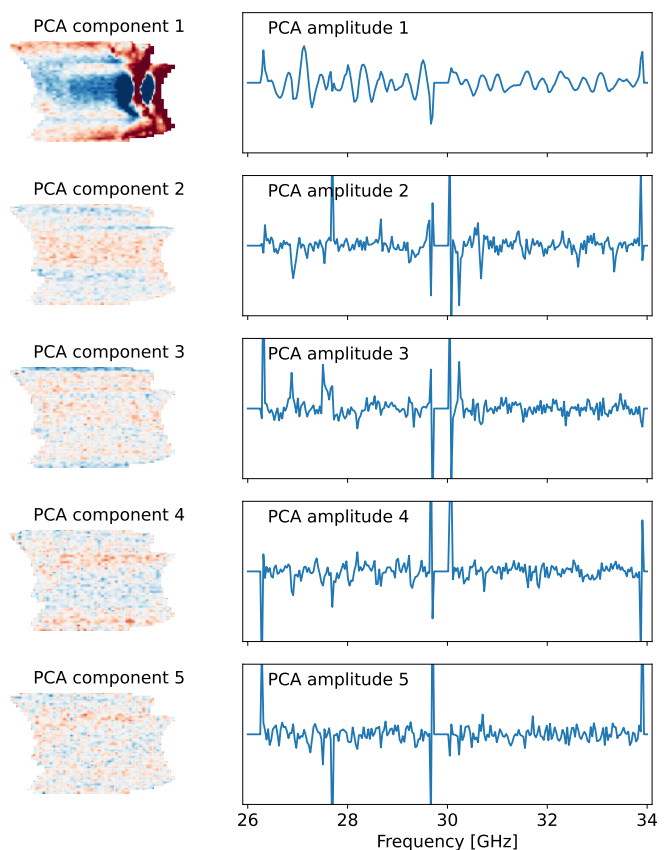 PCA component 1
PCA amplitude 1
PCA component 2
PCA amplitude 2
PCA component 3
PCA amplitude 3
PCA component 4
PCA amplitude 4
PCA component 5
PCA amplitude 5
26 28 30 32 34
Frequency [GHz]